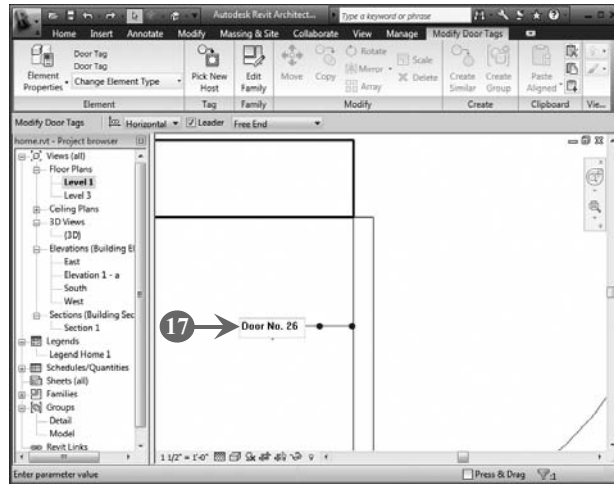 Autodesk Revit Architect...
Type a keyword or phrase
Home Insert Annotate Modify Massing & Site Collaborate View Manage Modify Door Tags
Door Tag
Door Tag
Element Properties
Change Element Type
Pick New Host
Edit Family
Move
Copy
Rotate
Mirror
Array
Scale
Delete
Create Similar
Create Group
Paste Aligned
Element Tag Family Modify Create Clipboard Vie...
Modify Door Tags Horizontal Leader Free End
home.rvt - Project browser
Views (all)
Floor Plans
Level 1
Level 3
Ceiling Plans
3D Views
{3D}
Elevations (Building El
East
Elevation 1 - a
South
West
Sections (Building Sec
Section 1
Legends
Legend Home 1
Schedules/Quantities
Sheets (all)
Families
Groups
Detail
Model
Revit Links
17
Door No. 26
1 1/2" = 1'-0"
Enter parameter value
Press & Drag
:1